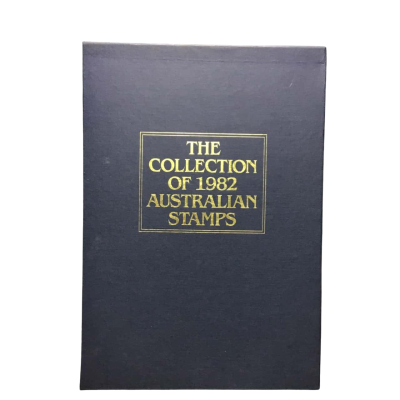 THE
COLLECTION
OF 1982
AUSTRALIAN
STAMPS